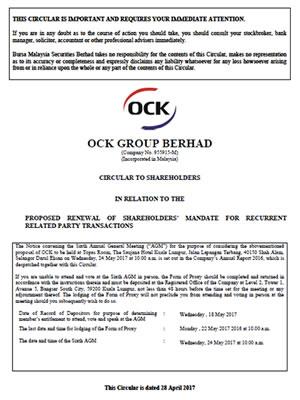 THIS CIRCULAR IS IMPORTANT AND REQUIRES YOUR IMMEDIATE ATTENTION.
If you are in any doubt as to the course of action you should take, you should consult your stockbroker, bank
manager, solicitor, accountant or other professional advisers immediately.
Bursa Malaysia Securities Berhad takes no responsibility for the contents of this Circular, makes no representation
as to its accuracy or completeness and expressly disclaims any liability whatsoever for any loss howsoever arising
from or in reliance upon the whole or any part of the contents of this Circular.
OCK
OCK GROUP BERHAD
(Company No. 955915-M)
(Incorporated in Malaysia)
CIRCULAR TO SHAREHOLDERS
IN RELATION TO THE
PROPOSED RENEWAL OF SHAREHOLDERS' MANDATE FOR RECURRENT
RELATED PARTY TRANSACTIONS
The Notice convening the Sixth Annual General Meeting ("AGM") for the purpose of considering the abovementioned
proposal of OCK to be held at Topas Room, The Saujana Hotel Kuala Lumpur, Jalan Lapangan Terbang, 40150 Shah Alam,
Selangor Darul Ehsan on Wednesday, 24 May 2017 at 10.00 a.m. is set out in the Company's Annual Report 2016, which is
despatched together with this Circular.
If you are unable to attend and vote at the Sixth AGM in person, the Form of Proxy should be completed and returned in
accordance with the instructions therein and must be deposited at the Registered Office of the Company at Level 2, Tower 1,
Avenue 5, Bangsar South City, 59200 Kuala Lumpur, not less than 48 hours before the time set for the meeting or any
adjournment thereof. The lodging of the Form of Proxy will not preclude you from attending and voting in person at the
meeting should you subsequently wish to do so.
Date of Record of Depositors for purpose of determining : Wednesday, 18 May 2017
member's entitlement to attend, vote and speak at the AGM
The last date and time for lodging of the Form of Proxy : Monday, 22 May 2017 2016 at 10.00 a.m.
The date and time of the Sixth AGM : Wednesday, 24 May 2017 at 10.00 a.m.
This Circular is dated 28 April 2017